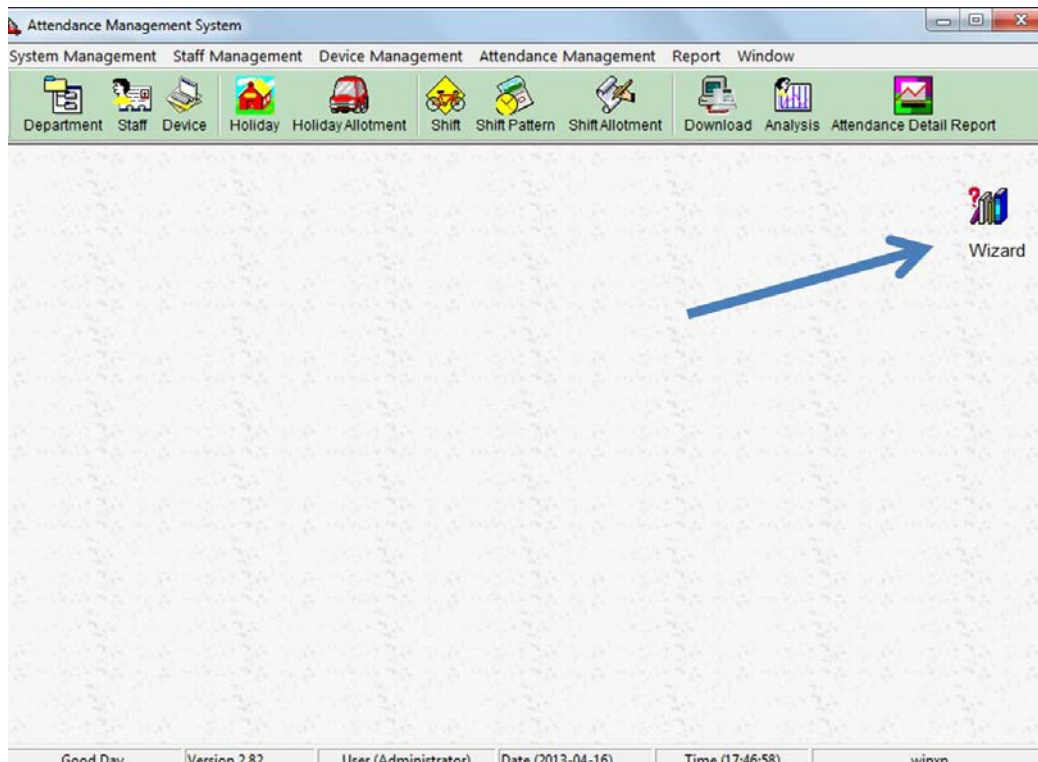 Attendance Management System
System Management Staff Management Device Management Attendance Management Report Window
Department Staff Device Holiday Holiday Allotment Shift Shift Pattern Shift Allotment Download Analysis Attendance Detail Report
Wizard
Good Day Version 2.82 User (Administrator) Date (2013-04-16) Time (17:46:58) winxp